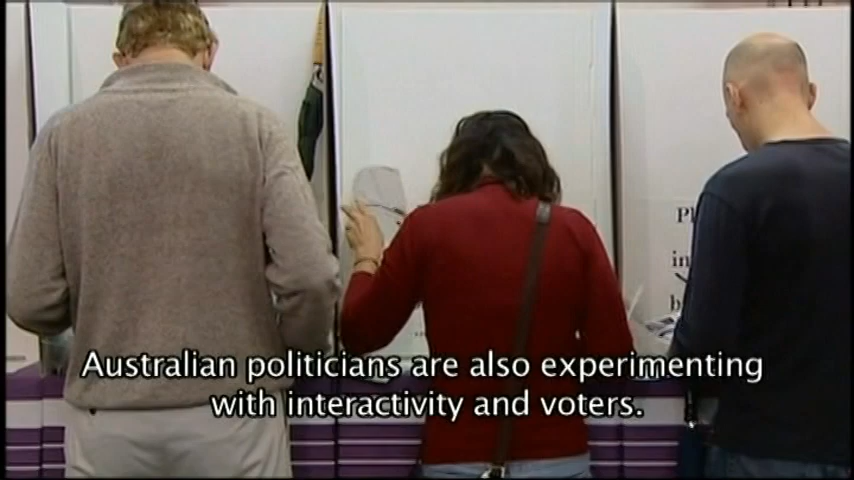 Australian politicians are also experimenting
with interactivity and voters.